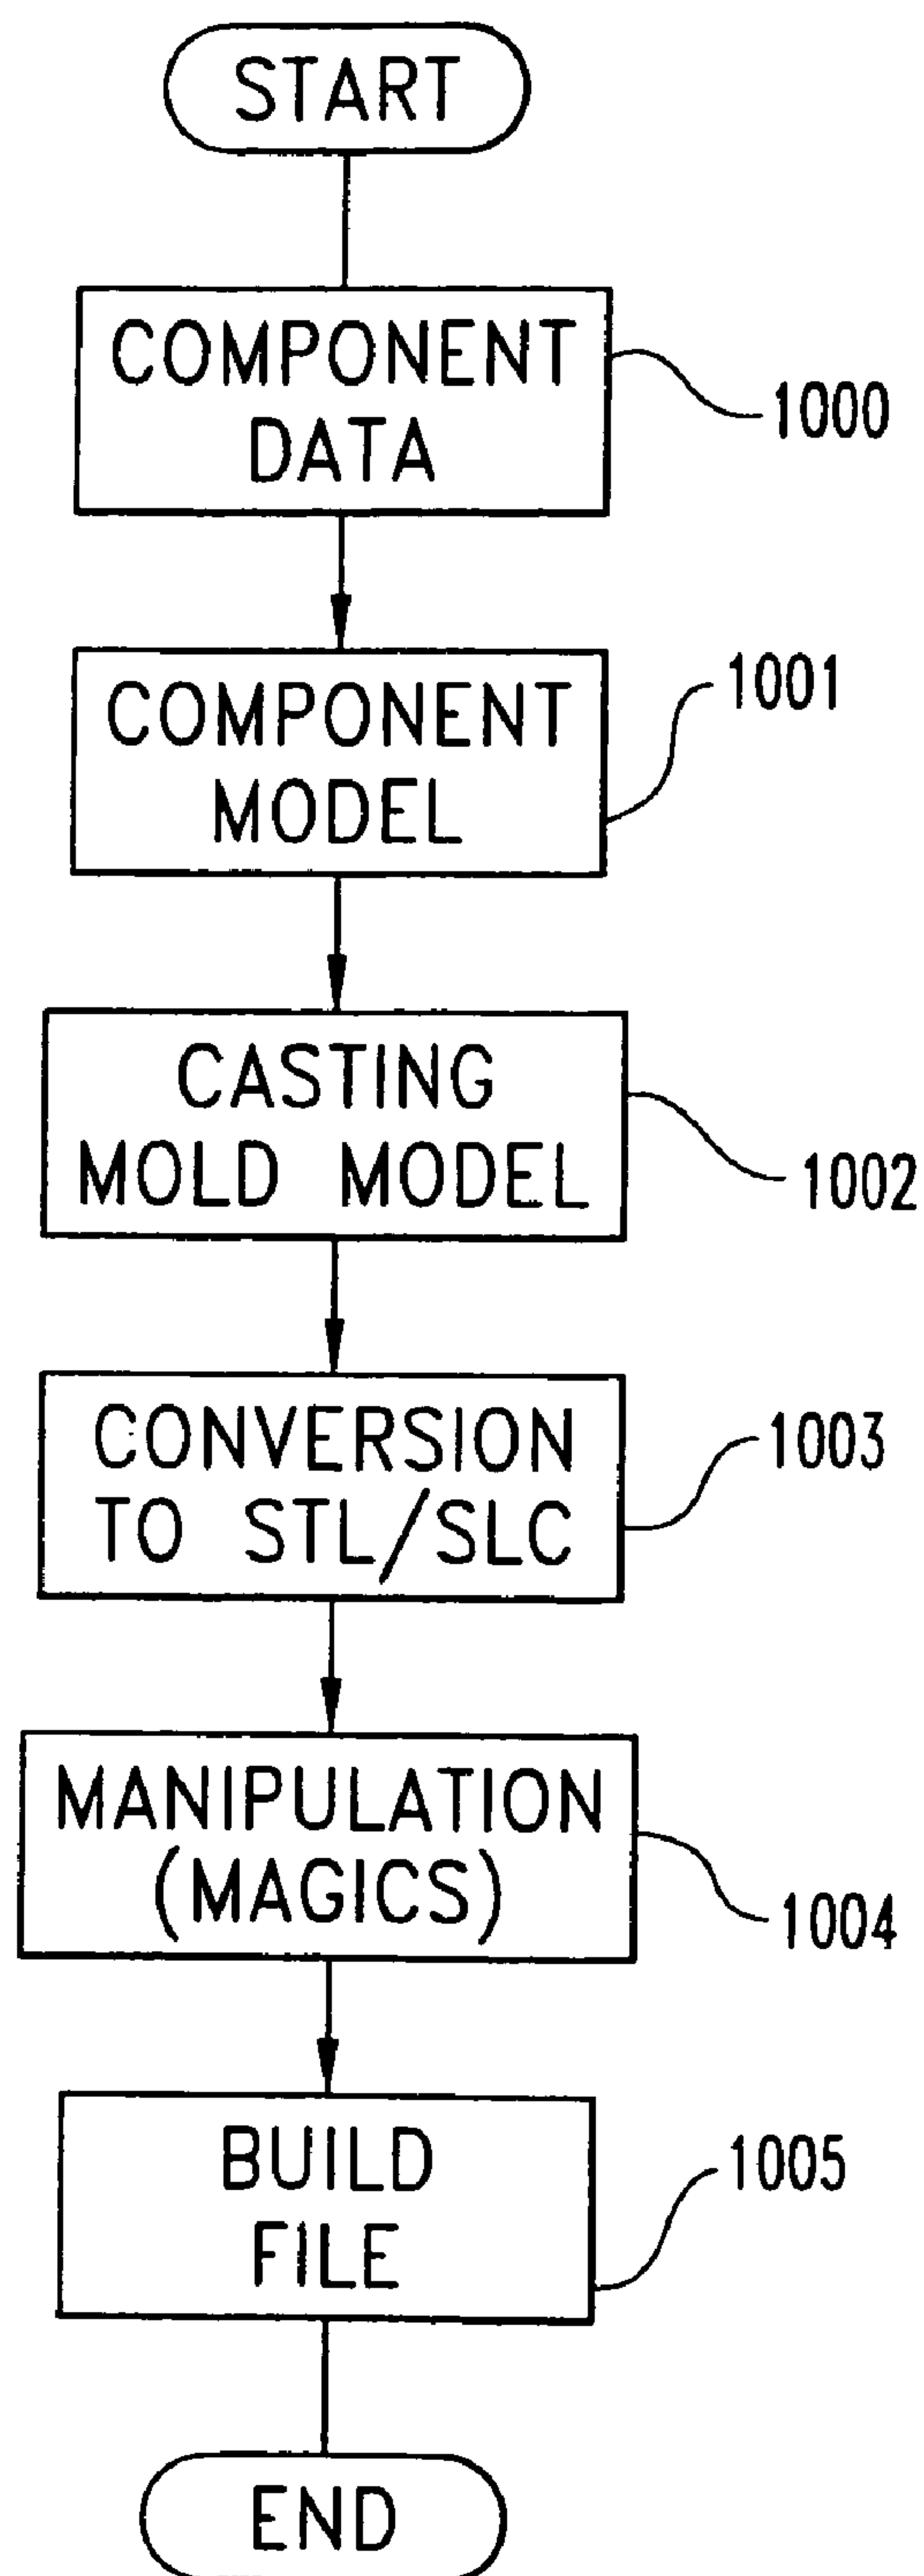 START
COMPONENT
DATA
1000
COMPONENT
MODEL
1001
CASTING
MOLD MODEL
1002
CONVERSION
TO STL/SLC
1003
MANIPULATION
(MAGICS)
1004
BUILD
FILE
1005
END